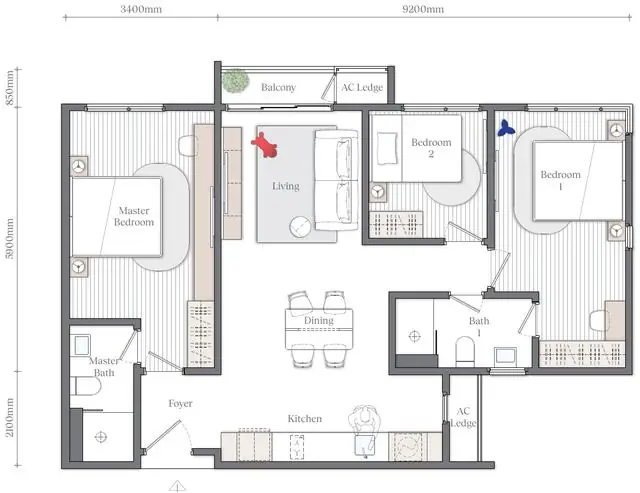 3400mm
9200mm
850mm
Balcony
AC Ledge
5900mm
Bedroom
2
Bedroom
1
Living
Master
Bedroom
Dining
Bath
1
Master
Bath
2100mm
Foyer
Kitchen
AC
Ledge